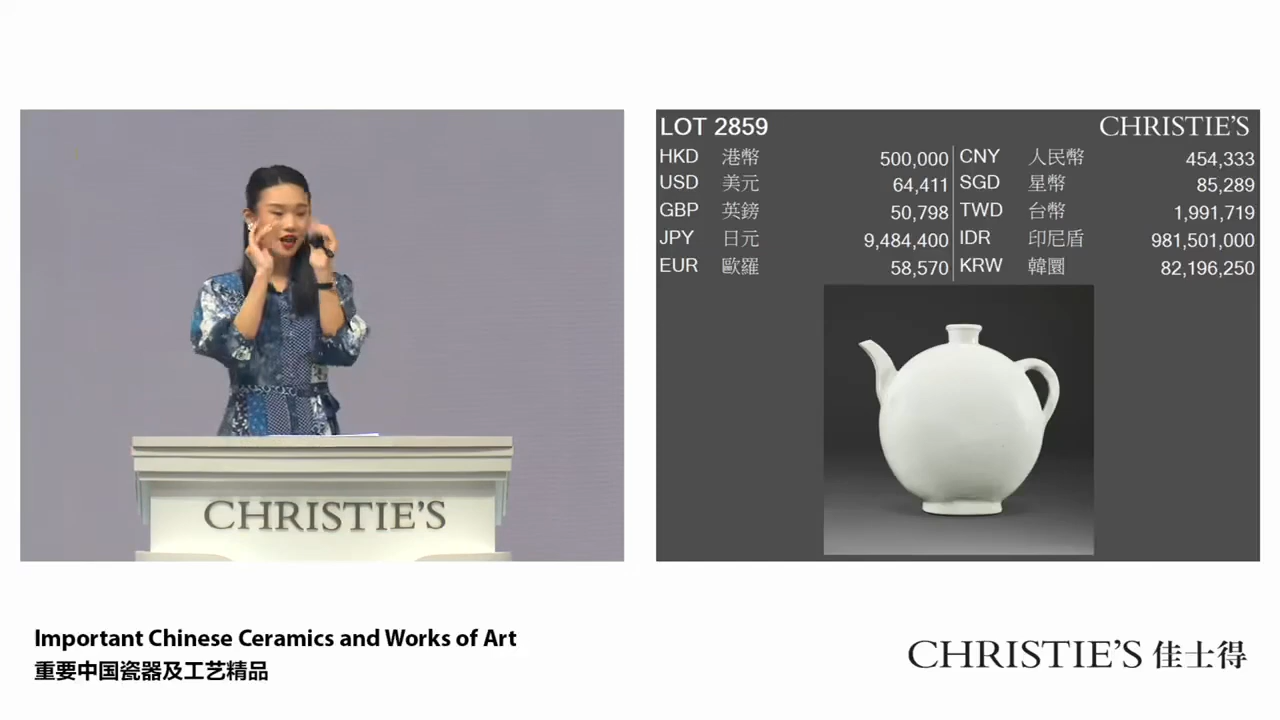 CHRISTIE'S
LOT 2859 CHRISTIE'S
HKD 港幣 500,000 CNY 人民幣 454,333
USD 美元 64,411 SGD 星幣 85,289
GBP 英鎊 50,798 TWD 台幣 1,991,719
JPY 日元 9,484,400 IDR 印尼盾 981,501,000
EUR 歐羅 58,570 KRW 韓圜 82,196,250
Important Chinese Ceramics and Works of Art
重要中国瓷器及工艺精品
CHRISTIE'S 佳士得